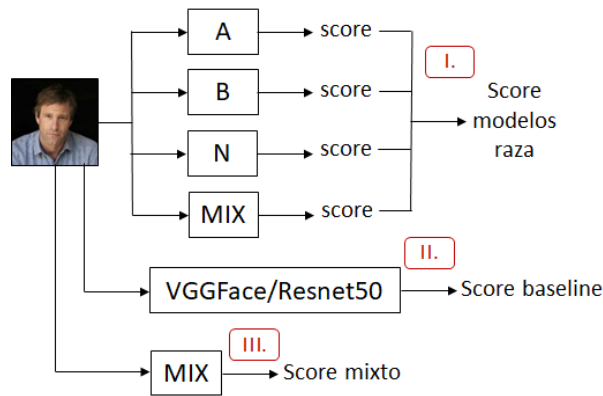 A
score
I.
B
score
Score
modelos
raza
N
score
MIX
score
II.
VGGFace/Resnet50
Score baseline
III.
MIX
Score mixto